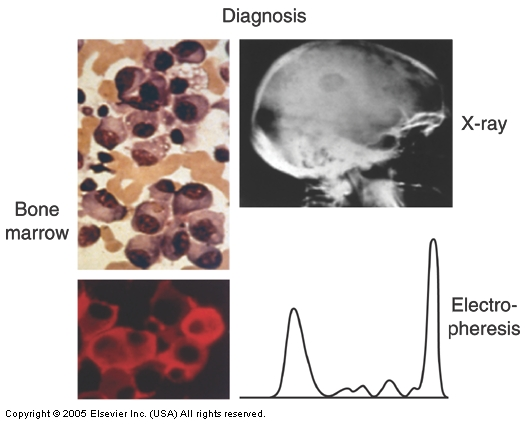 Diagnosis
X-ray
Bone
marrow
Electro-
pheresis
Copyright © 2005 Elsevier Inc. (USA) All rights reserved.